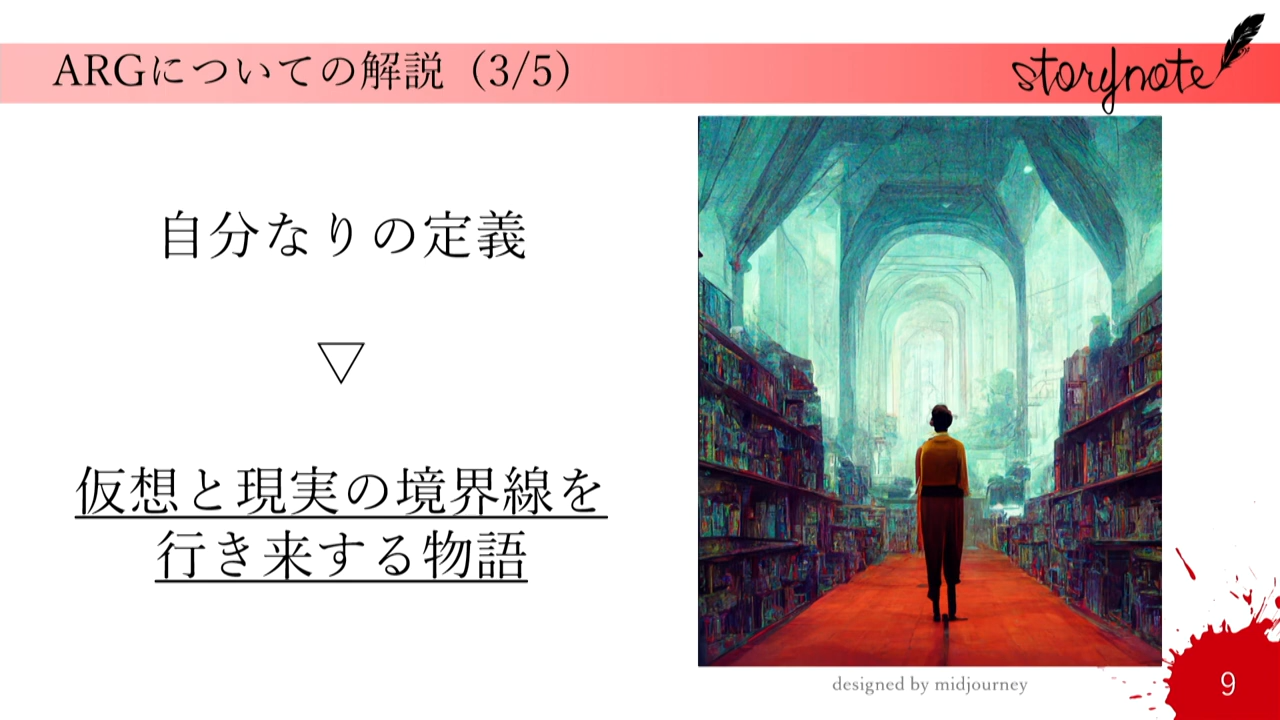 ARGについての解説（3/5）
storynote
自分なりの定義
▽
仮想と現実の境界線を
行き来する物語
designed by midjourney
9